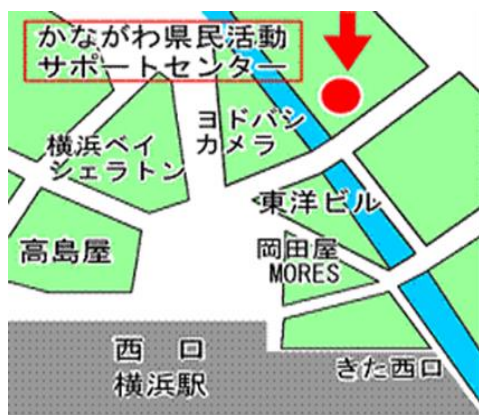 かながわ県民活動
サポートセンター
ヨドバシ
カメラ
横浜ベイ
シェラトン
東洋ビル
高島屋
岡田屋
MORES
西　口
横浜駅
きた西口